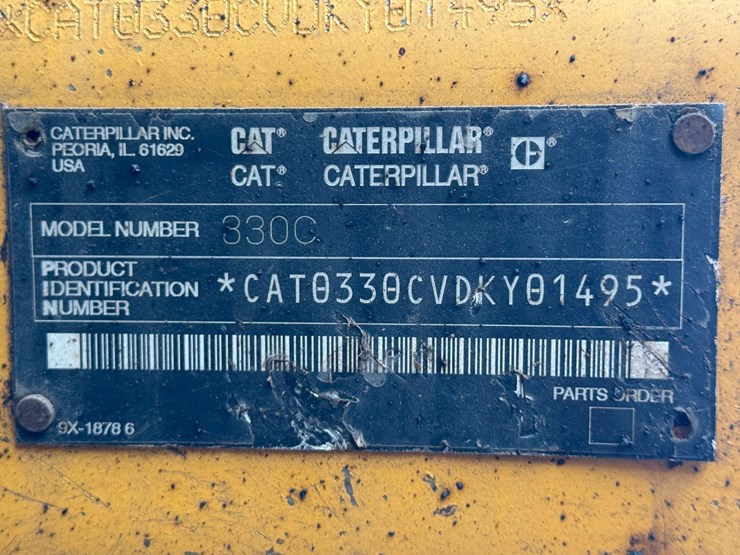 *CAT0330CVDKY01495*
CATERPILLAR INC.
PEORIA, IL. 61629
USA
CAT® CATERPILLAR® ®
CAT® CATERPILLAR®
MODEL NUMBER 330C
PRODUCT
IDENTIFICATION
NUMBER
*CAT0330CVDKY01495*
PARTS ORDER
9X-1878 6